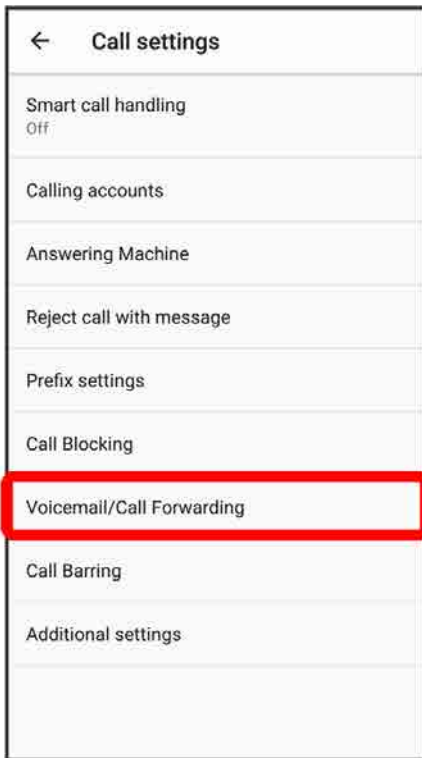 Call settings
Smart call handling
Off
Calling accounts
Answering Machine
Reject call with message
Prefix settings
Call Blocking
Voicemail/Call Forwarding
Call Barring
Additional settings